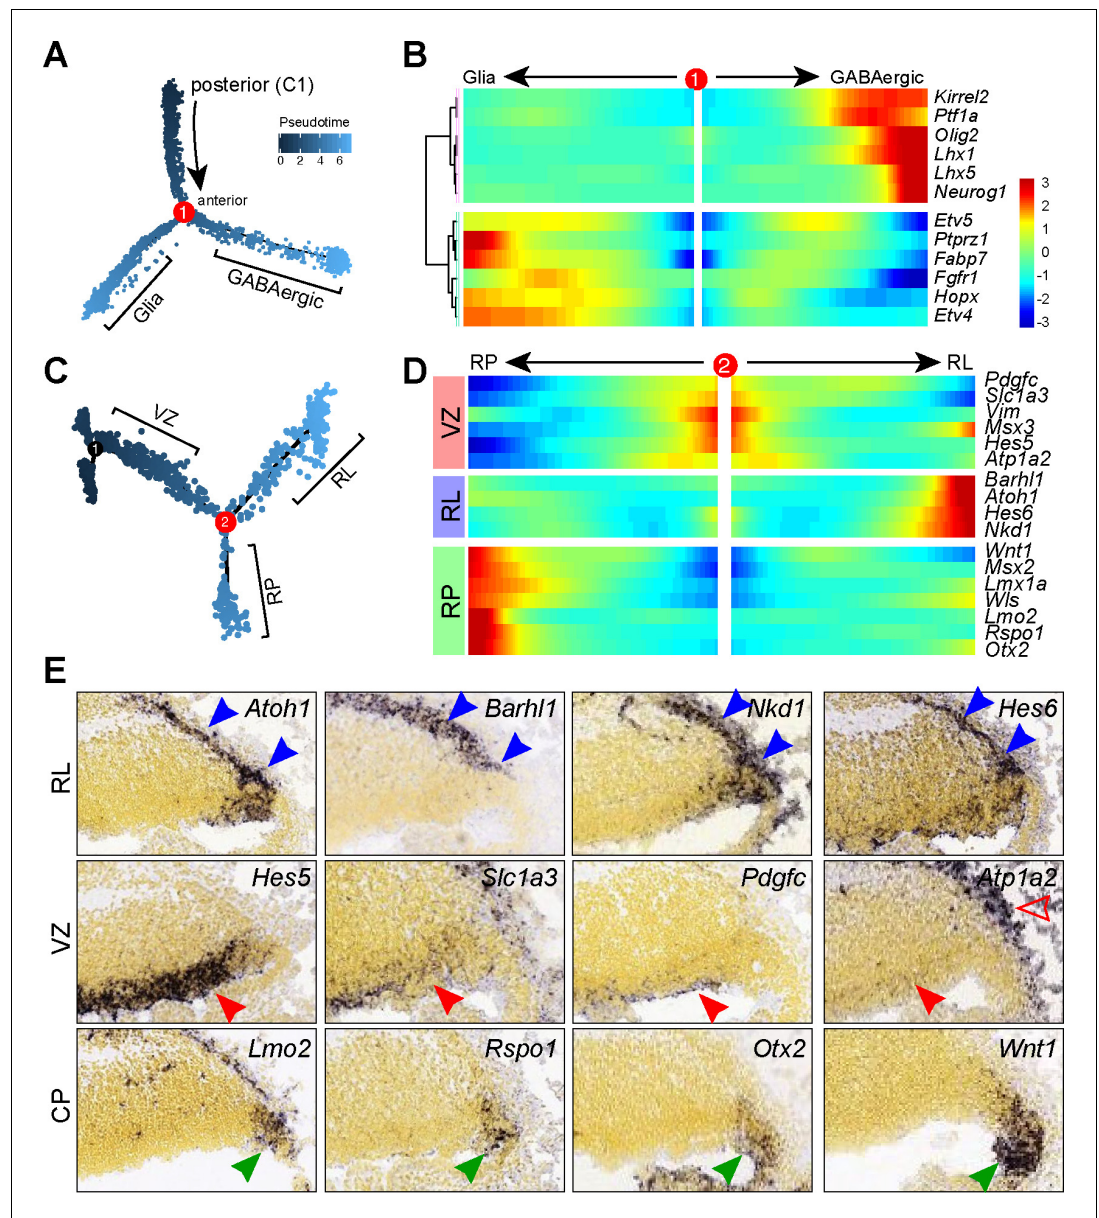 A
posterior (C1)
Pseudotime
0 2 4 6
anterior
1
Glia
GABAergic
B
Glia
1
GABAergic
Kirrel2
Ptf1a
Olig2
Lhx1
Lhx5
Neurog1
Etv5
Ptprz1
Fabp7
Fgfr1
Hopx
Etv4
3
2
1
0
-1
-2
-3
C
VZ
1
2
RL
RP
D
RP
2
RL
VZ
Pdgfc
Slc1a3
Vim
Msx3
Hes5
Atp1a2
RL
Barhl1
Atoh1
Hes6
Nkd1
RP
Wnt1
Msx2
Lmx1a
Wls
Lmo2
Rspo1
Otx2
E
RL
Atoh1
Barhl1
Nkd1
Hes6
VZ
Hes5
Slc1a3
Pdgfc
Atp1a2
CP
Lmo2
Rspo1
Otx2
Wnt1